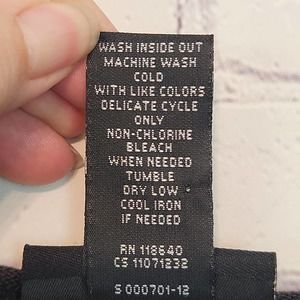 WASH INSIDE OUT
MACHINE WASH
COLD
WITH LIKE COLORS
DELICATE CYCLE
ONLY
NON-CHLORINE
BLEACH
WHEN NEEDED
TUMBLE
DRY LOW
COOL IRON
IF NEEDED
RN 118640
CS 11071232
S 000701-12